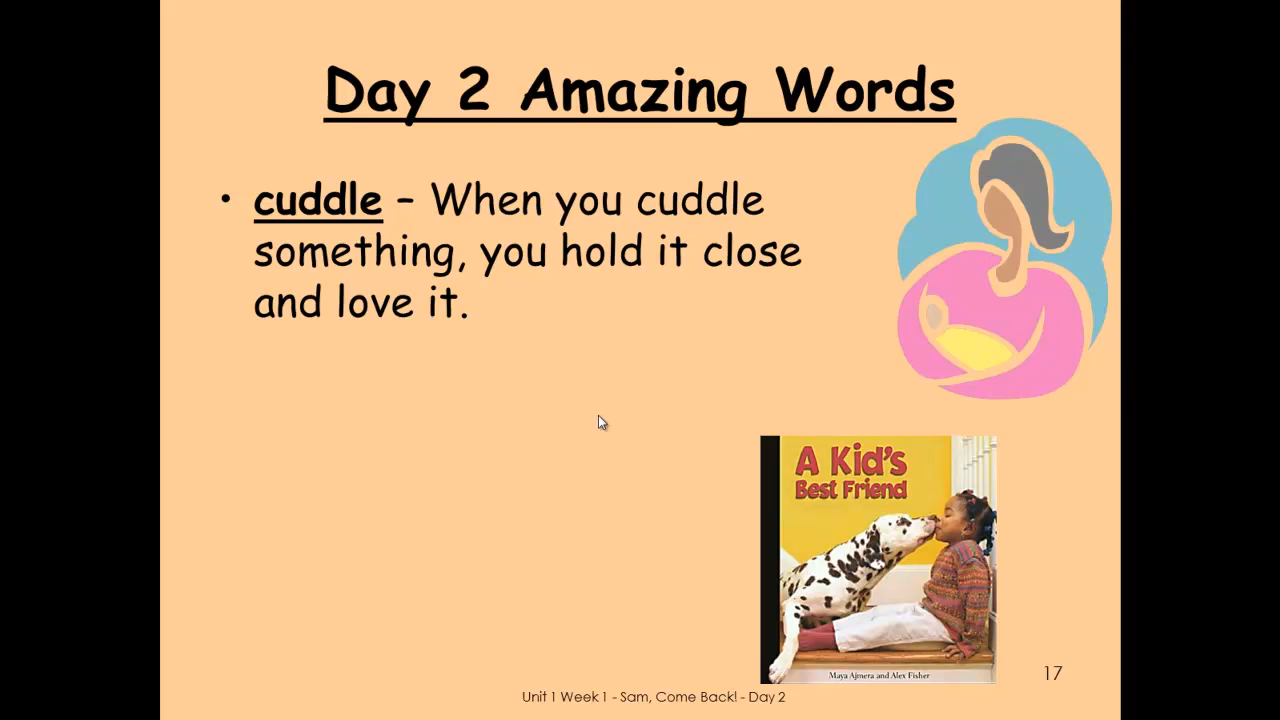 Day 2 Amazing Words
• cuddle – When you cuddle
something, you hold it close
and love it.
A Kid's
Best Friend
Maya Ajmera and Alex Fisher
17
Unit 1 Week 1 - Sam, Come Back! - Day 2